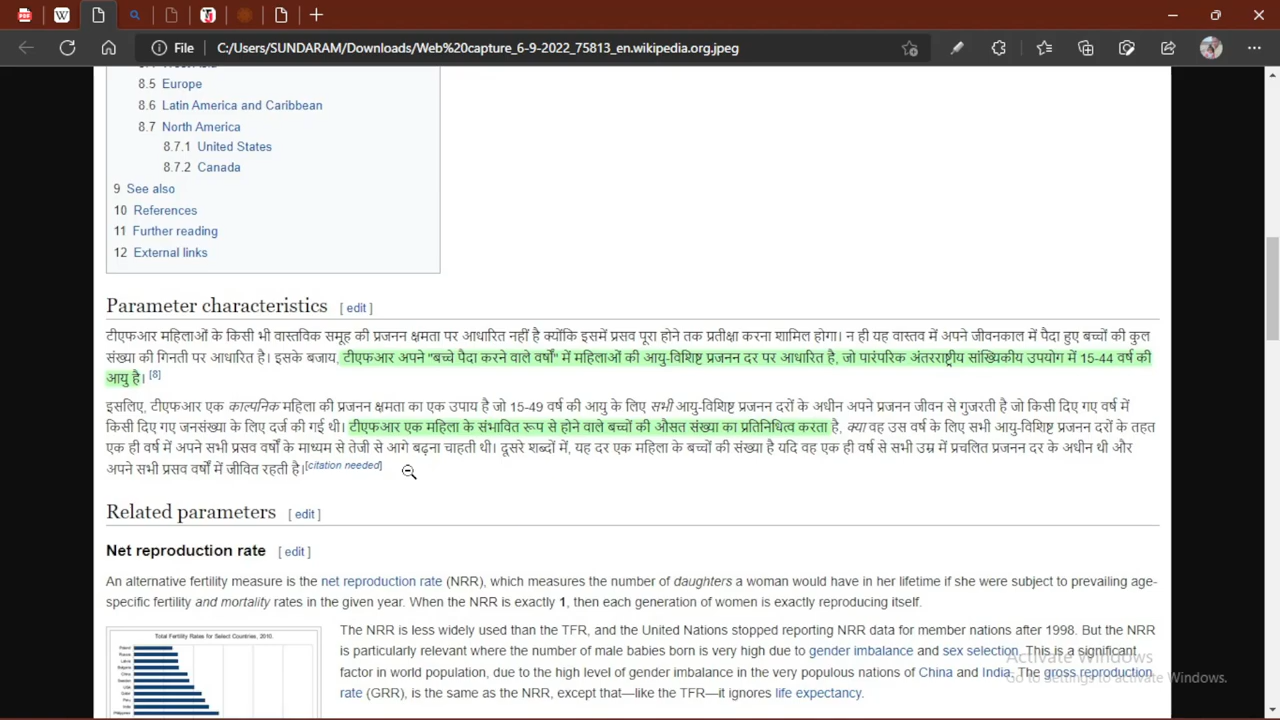 File C:/Users/SUNDARAM/Downloads/Web%20capture_6-9-2022_75813_en.wikipedia.org.jpeg
8.5 Europe
8.6 Latin America and Caribbean
8.7 North America
8.7.1 United States
8.7.2 Canada
9 See also
10 References
11 Further reading
12 External links
Parameter characteristics [ edit ]
टीएफआर महिलाओं के किसी भी वास्तविक समूह की प्रजनन क्षमता पर आधारित नहीं है क्योंकि इसमें प्रसव पूरा होने तक प्रतीक्षा करना शामिल होगा। न ही यह वास्तव में अपने जीवनकाल में पैदा हुए बच्चों की कुल
संख्या की गिनती पर आधारित है। इसके बजाय, टीएफआर अपने "बच्चे पैदा करने वाले वर्षों" में महिलाओं की आयु-विशिष्ट प्रजनन दर पर आधारित है, जो पारंपरिक अंतरराष्ट्रीय सांख्यिकीय उपयोग में 15-44 वर्ष की
आयु है। [8]
इसलिए, टीएफआर एक काल्पनिक महिला की प्रजनन क्षमता का एक उपाय है जो 15-49 वर्ष की आयु के लिए सभी आयु-विशिष्ट प्रजनन दरों के अधीन अपने प्रजनन जीवन से गुजरती है जो किसी दिए गए वर्ष में
किसी दिए गए जनसंख्या के लिए दर्ज की गई थी। टीएफआर एक महिला के संभावित रूप से होने वाले बच्चों की औसत संख्या का प्रतिनिधित्व करता है, क्या वह उस वर्ष के लिए सभी आयु-विशिष्ट प्रजनन दरों के तहत
एक ही वर्ष में अपने सभी प्रसव वर्षों के माध्यम से तेजी से आगे बढ़ना चाहती थी। दूसरे शब्दों में, यह दर एक महिला के बच्चों की संख्या है यदि वह एक ही वर्ष से सभी उम्र में प्रचलित प्रजनन दर के अधीन थी और
अपने सभी प्रसव वर्षों में जीवित रहती है।[citation needed]
Related parameters [ edit ]
Net reproduction rate [ edit ]
An alternative fertility measure is the net reproduction rate (NRR), which measures the number of daughters a woman would have in her lifetime if she were subject to prevailing age-
specific fertility and mortality rates in the given year. When the NRR is exactly 1, then each generation of women is exactly reproducing itself.
Total Fertility Rates for Select Countries, 2010.
The NRR is less widely used than the TFR, and the United Nations stopped reporting NRR data for member nations after 1998. But the NRR
is particularly relevant where the number of male babies born is very high due to gender imbalance and sex selection. This is a significant
factor in world population, due to the high level of gender imbalance in the very populous nations of China and India. The gross reproduction
rate (GRR), is the same as the NRR, except that—like the TFR—it ignores life expectancy.
Activate Windows
Go to Settings to activate Windows.